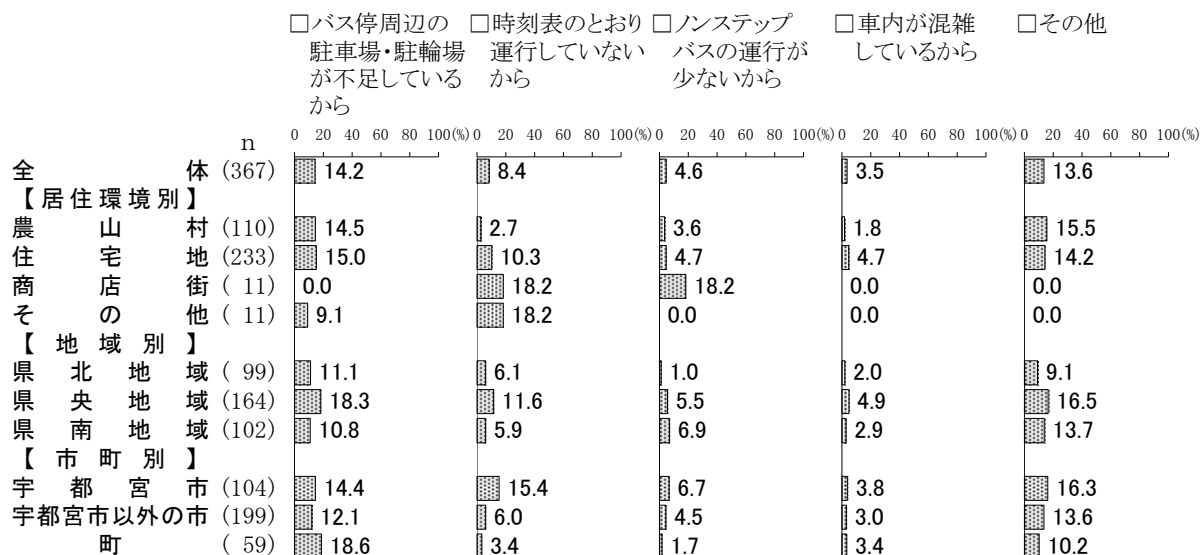 □バス停周辺の駐車場・駐輪場が不足しているから
□時刻表のとおり運行していないから
□ノンステップバスの運行が少ないから
□車内が混雑しているから
□その他
n 0 20 40 60 80 100(%) 0 20 40 60 80 100(%) 0 20 40 60 80 100(%) 0 20 40 60 80 100(%) 0 20 40 60 80 100(%)
全体 (367) 14.2 8.4 4.6 3.5 13.6
【居住環境別】
農山村 (110) 14.5 2.7 3.6 1.8 15.5
住宅地 (233) 15.0 10.3 4.7 4.7 14.2
商店街 ( 11) 0.0 18.2 18.2 0.0 0.0
その他 ( 11) 9.1 18.2 0.0 0.0 0.0
【地域別】
県北地域 ( 99) 11.1 6.1 1.0 2.0 9.1
県央地域 (164) 18.3 11.6 5.5 4.9 16.5
県南地域 (102) 10.8 5.9 6.9 2.9 13.7
【市町別】
宇都宮市 (104) 14.4 15.4 6.7 3.8 16.3
宇都宮市以外の市 (199) 12.1 6.0 4.5 3.0 13.6
町 ( 59) 18.6 3.4 1.7 3.4 10.2